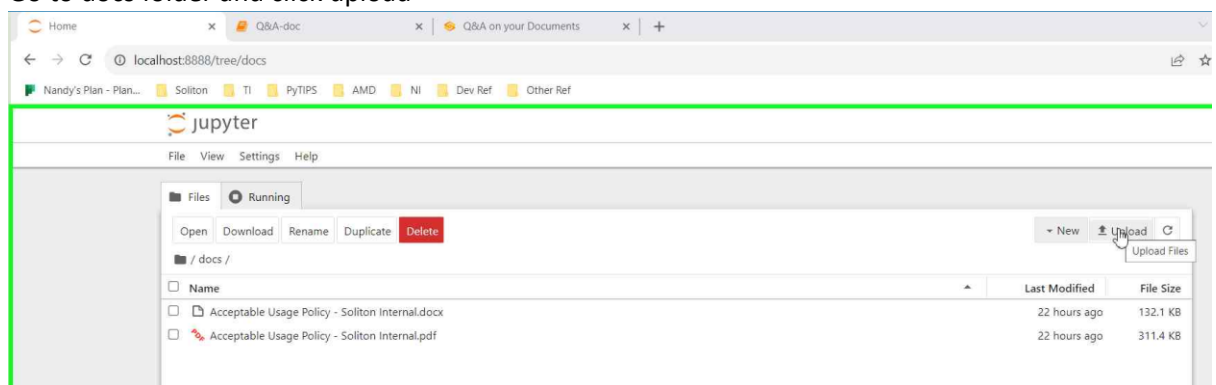 Go to docs folder and click upload
Home Q&A-doc Q&A on your Documents
localhost:8888/tree/docs
Nandy's Plan - Plan... Soliton TI PyTIPS AMD NI Dev Ref Other Ref
jupyter
File View Settings Help
Files Running
Open Download Rename Duplicate Delete New Upload
/ docs / Upload Files
Name Last Modified File Size
Acceptable Usage Policy - Soliton Internal.docx 22 hours ago 132.1 KB
Acceptable Usage Policy - Soliton Internal.pdf 22 hours ago 311.4 KB